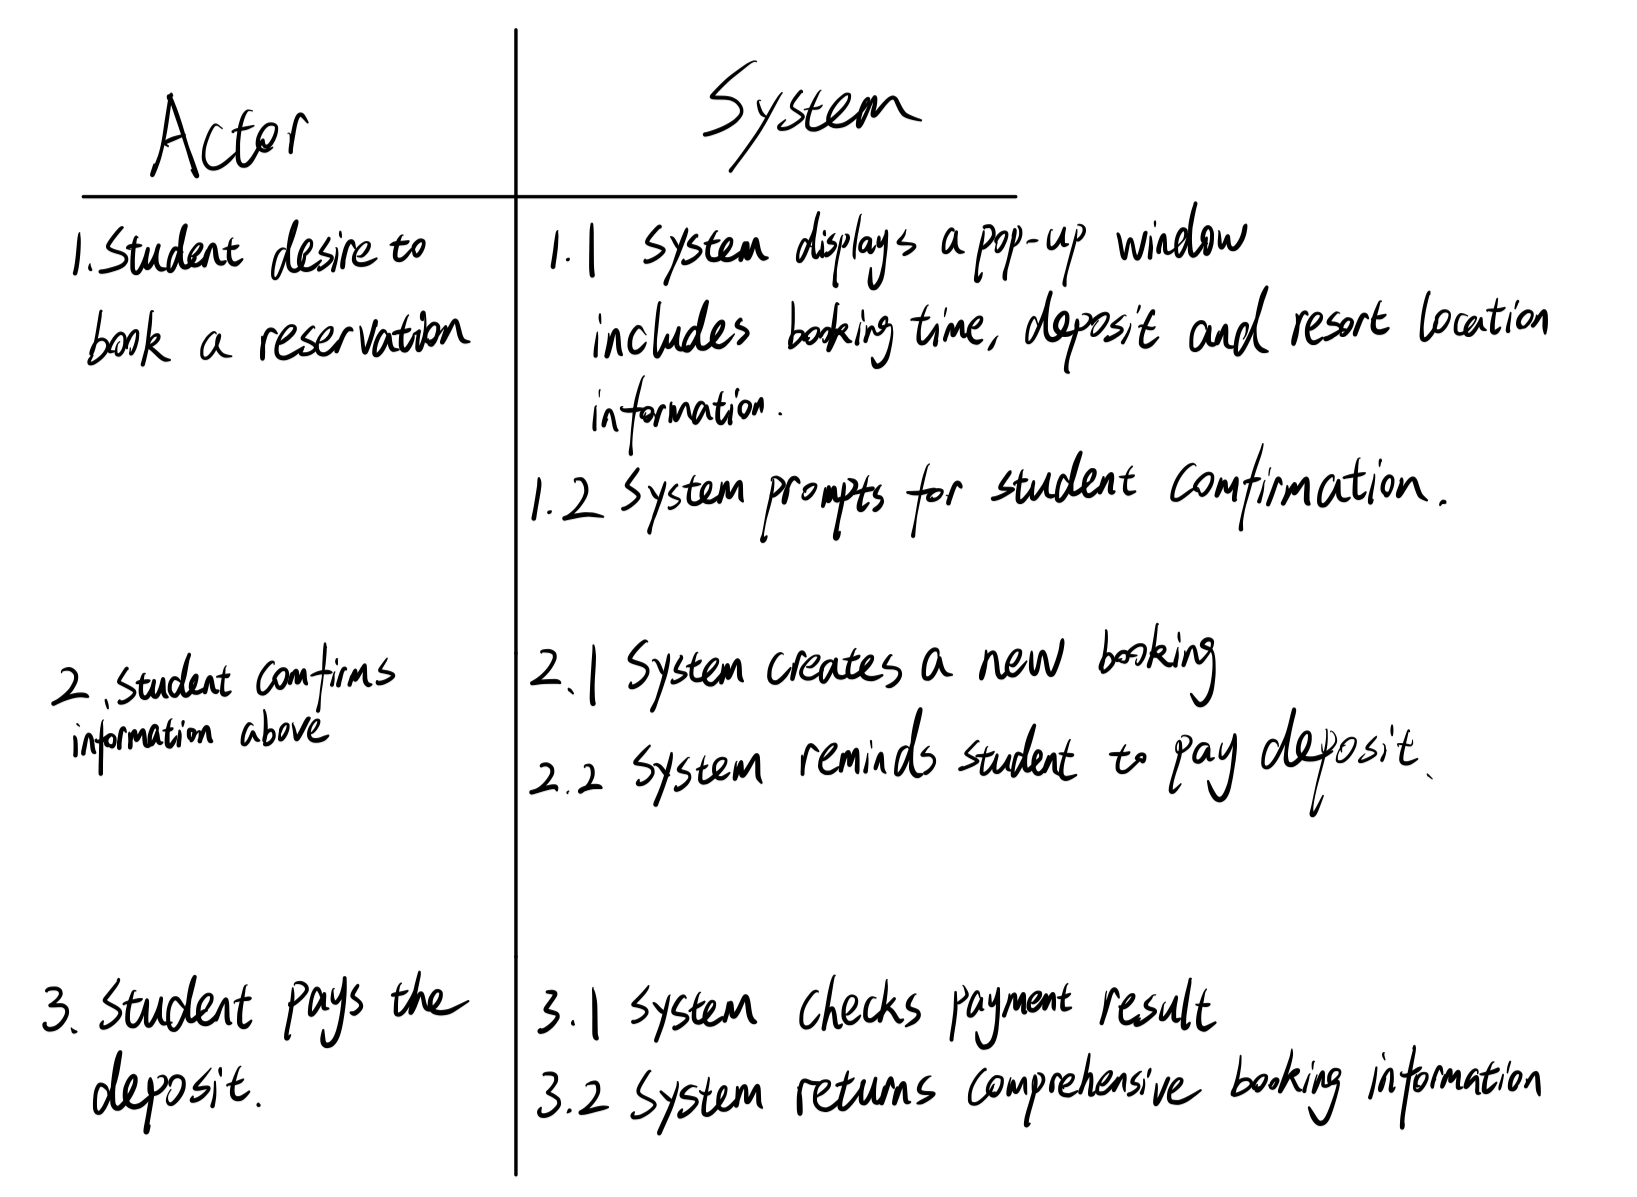 Actor
System
1. Student desire to
book a reservation
1.1 System displays a pop-up window
includes booking time, deposit and resort location
information.
1.2 System prompts for student comfirmation.
2. Student comfirms
information above
2.1 System creates a new booking
2.2 System reminds student to pay deposit.
3. Student pays the
deposit.
3.1 System checks payment result
3.2 System returns comprehensive booking information